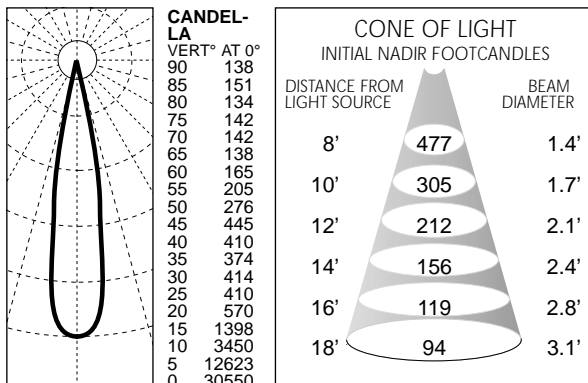 CANDEL-
LA
VERT° AT 0°
90 138
85 151
80 134
75 142
70 142
65 138
60 165
55 205
50 276
45 445
40 410
35 374
30 414
25 410
20 570
15 1398
10 3450
5 12623
0 30550
CONE OF LIGHT
INITIAL NADIR FOOTCANDLES
DISTANCE FROM BEAM
LIGHT SOURCE DIAMETER
8' 477 1.4'
10' 305 1.7'
12' 212 2.1'
14' 156 2.4'
16' 119 2.8'
18' 94 3.1'